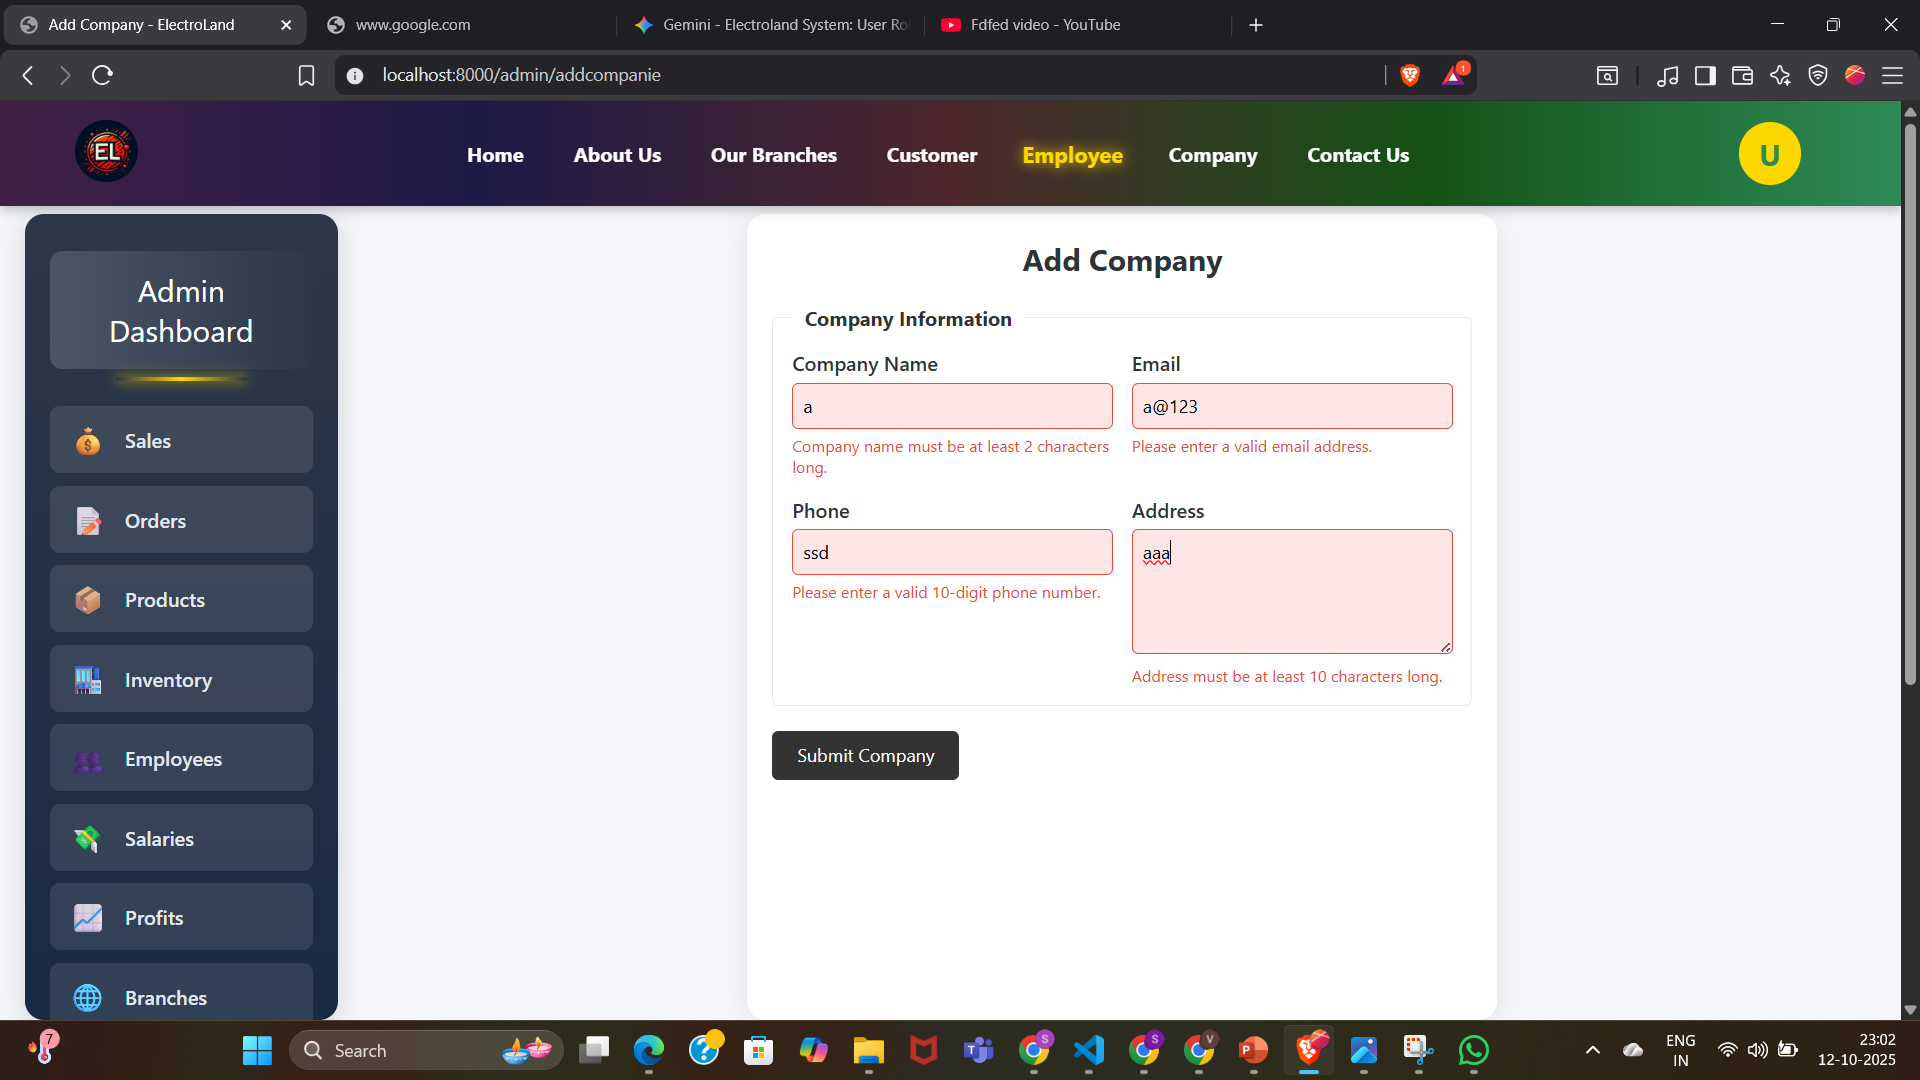 Add Company - ElectroLand
www.google.com
Gemini - Electroland System: User Ro
Fdfed video - YouTube
localhost:8000/admin/addcompanie
1
EL
Home
About Us
Our Branches
Customer
Employee
Company
Contact Us
U
Admin
Dashboard
Sales
Orders
Products
Inventory
Employees
Salaries
Profits
Branches
Add Company
Company Information
Company Name
Email
a
a@123
Company name must be at least 2 characters
long.
Please enter a valid email address.
Phone
Address
ssd
aaa
Please enter a valid 10-digit phone number.
Address must be at least 10 characters long.
Submit Company
7
Search
S
S
V
ENG
IN
23:02
12-10-2025